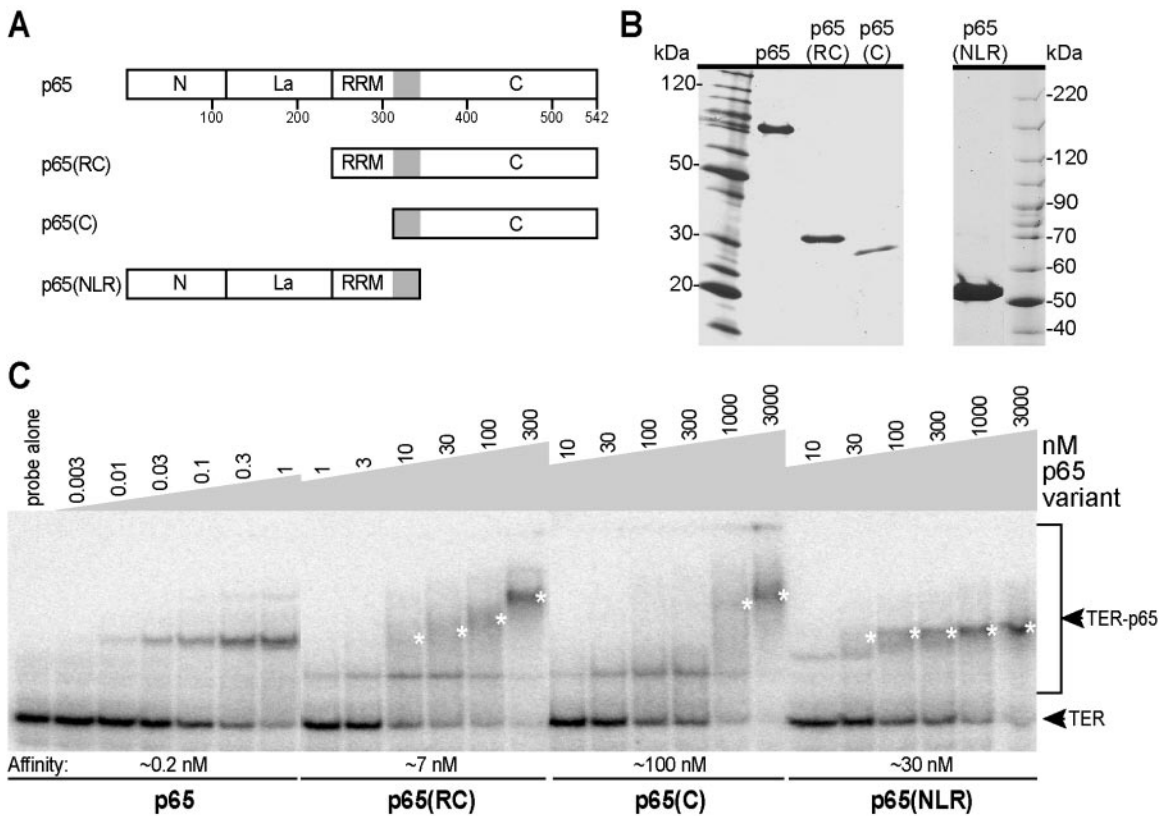 A
p65
N La RRM C
100 200 300 400 500 542
p65(RC)
RRM C
p65(C)
C
p65(NLR)
N La RRM
B
kDa p65 p65 (RC) p65 (C)
120
50-
30-
20-
p65 (NLR) kDa
-220
-120
-90
-70
-60
-50
-40
C
probe alone 0.003 0.01 0.03 0.1 0.3 1 1 3 10 30 100 300 10 30 100 300 1000 3000 10 30 100 300 1000 3000
nM
p65
variant
* * * * * * * * * * *
TER-p65
TER
Affinity: ~0.2 nM ~7 nM ~100 nM ~30 nM
p65 p65(RC) p65(C) p65(NLR)